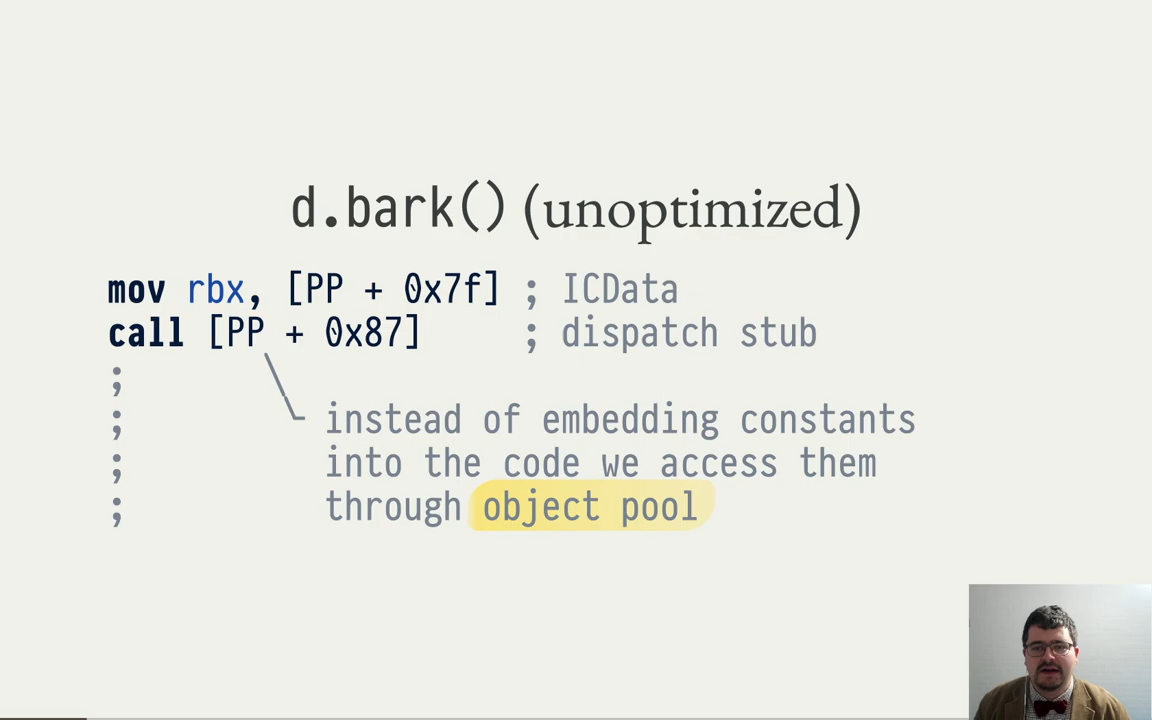 d.bark() (unoptimized)
mov rbx, [PP + 0x7f] ; ICData
call [PP + 0x87] ; dispatch stub
;
; instead of embedding constants
; into the code we access them
; through object pool